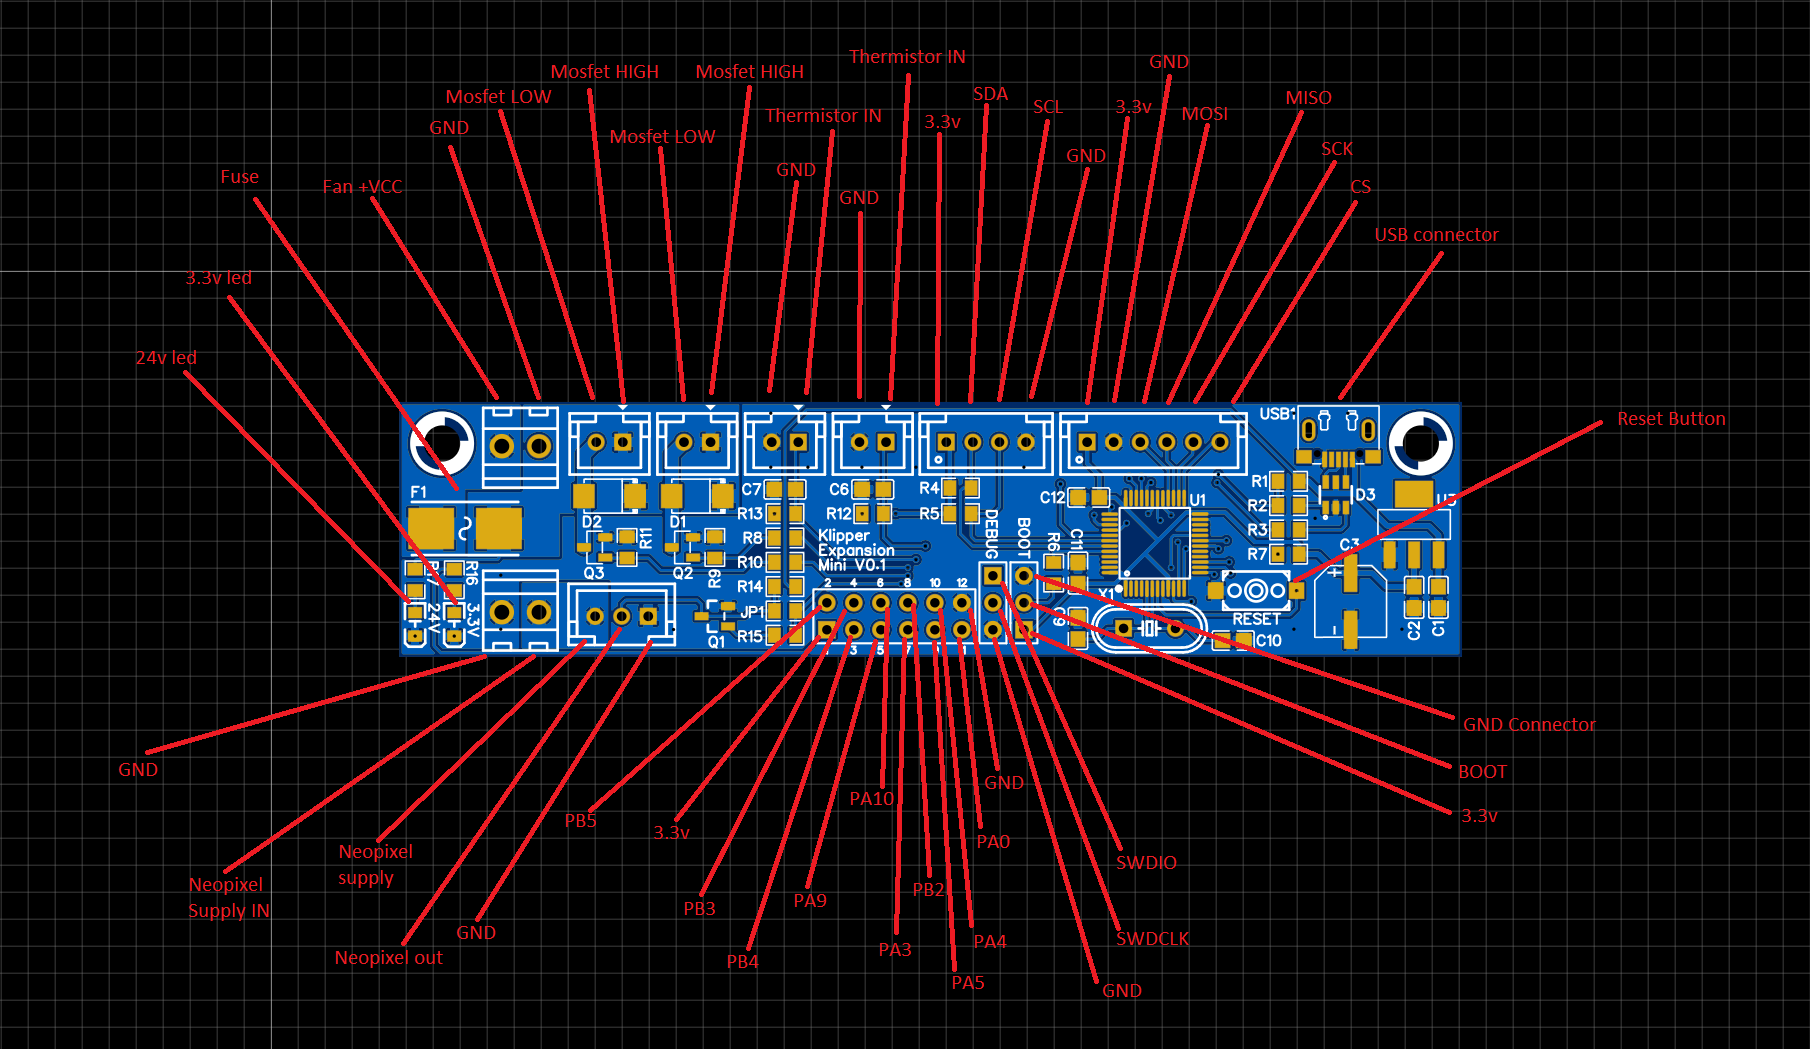 Thermistor IN
Mosfet HIGH
Mosfet HIGH
GND
Mosfet LOW
SDA
MISO
SCL
3.3v
GND
Thermistor IN
3.3v
MOSI
Mosfet LOW
SCK
GND
GND
Fuse
Fan +VCC
GND
CS
USB connector
3.3v led
24v led
Reset Button
USB1
F1
C7
C6
R4
C12
U1
R1
D3
U3
R13
R12
R5
R2
D2
D1
R11
R8
Klipper
Expansion
Mini V0.1
DEBUG
BOOT
R6
C11
R3
R7
C3
Q3
Q2
R9
R10
R17
R16
R14
2 4 6 8 10 12
X1
24V
3.3V
JP1
C9
RESET
C2
C1
Q1
R15
1 3 5 7 9 11
C10
+
-
GND
GND Connector
BOOT
GND
PA10
PB5
3.3v
3.3v
PA0
Neopixel
supply
SWDIO
Neopixel
Supply IN
PB2
PA9
PB3
GND
SWDCLK
PA4
PA3
Neopixel out
PB4
PA5
GND